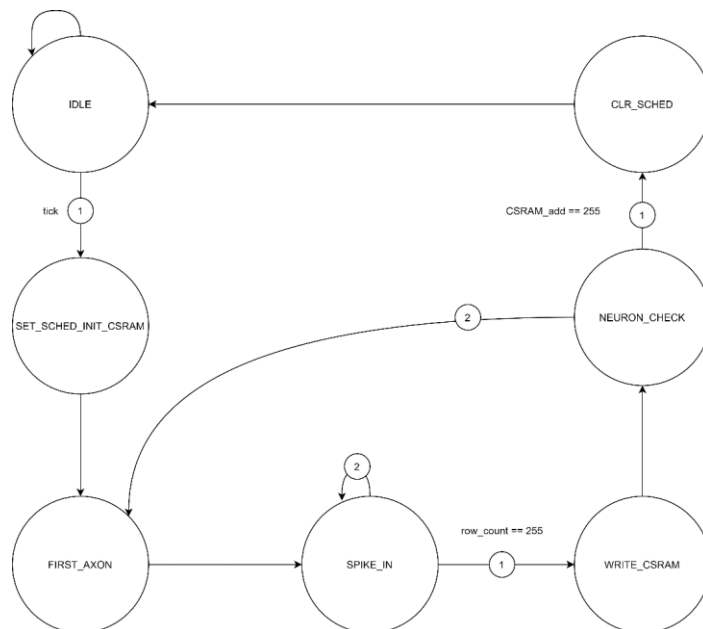 IDLE
CLR_SCHED
tick
1
CSRAM_add == 255
1
SET_SCHED_INIT_CSRAM
2
NEURON_CHECK
2
row_count == 255
FIRST_AXON
SPIKE_IN
1
WRITE_CSRAM